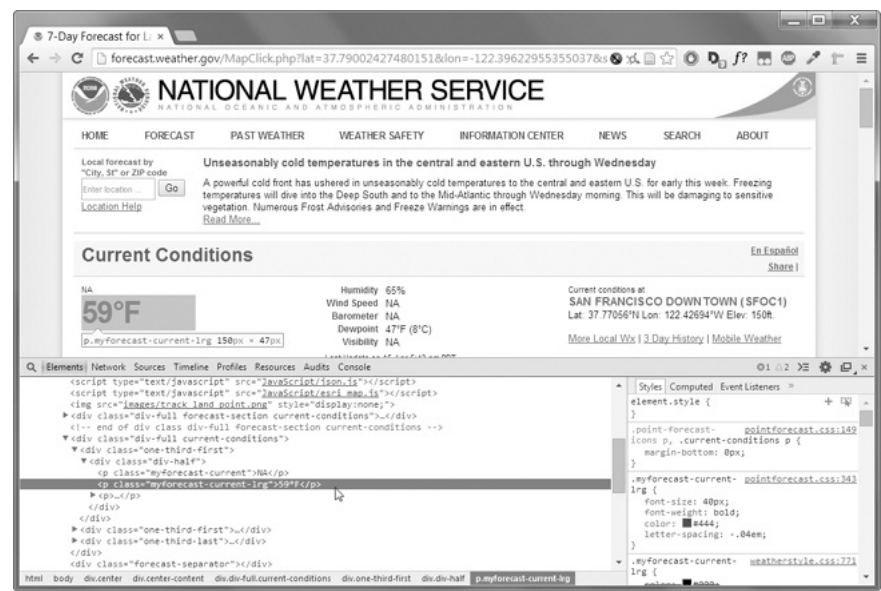 7-Day Forecast for L
forecast.weather.gov/MapClick.php?lat=37.79002427480151&lon=-122.39622955355037&s
NATIONAL WEATHER SERVICE
NATIONAL OCEANIC AND ATMOSPHERIC ADMINISTRATION
HOME FORECAST PAST WEATHER WEATHER SAFETY INFORMATION CENTER NEWS SEARCH ABOUT
Local forecast by
"City, St" or ZIP code
Enter location ... Go
Location Help
Unseasonably cold temperatures in the central and eastern U.S. through Wednesday
A powerful cold front has ushered in unseasonably cold temperatures to the central and eastern U.S. for early this week. Freezing
temperatures will dive into the Deep South and to the Mid-Atlantic through Wednesday morning. This will be damaging to sensitive
vegetation. Numerous Frost Advisories and Freeze Warnings are in effect.
Read More...
Current Conditions
En Español
Share |
NA
59°F
p.myforecast-current-lrg 150px × 47px
Humidity 65%
Wind Speed NA
Barometer NA
Dewpoint 47°F (8°C)
Visibility NA
Current conditions at
SAN FRANCISCO DOWNTOWN (SFOC1)
Lat: 37.77056°N Lon: 122.42694°W Elev: 150ft.
More Local Wx | 3 Day History | Mobile Weather
Elements Network Sources Timeline Profiles Resources Audits Console
1 2
<script type="text/javascript" src="JavaScript/json.js"></script>
<script type="text/javascript" src="JavaScript/esri_map.js"></script>
<img src="images/track_land_point.png" style="display:none;">
▶<div class="div-full forecast-section current-conditions">…</div>
<!-- end of div class div-full forecast-section current-conditions -->
▼<div class="div-full current-conditions">
▼<div class="one-third-first">
▼<div class="div-half">
<p class="myforecast-current">NA</p>
<p class="myforecast-current-lrg">59°F</p>
▶<p>…</p>
</div>
</div>
▶<div class="one-third-first">…</div>
▶<div class="one-third-last">…</div>
</div>
<div class="forecast-separator"></div>
Styles Computed Event Listeners »
element.style {
}
.point-forecast- pointforecast.css:149
icons p, .current-conditions p {
margin-bottom: 0px;
}
.myforecast-current- pointforecast.css:343
lrg {
font-size: 40px;
font-weight: bold;
color: #444;
letter-spacing: -.04em;
}
.myforecast-current- weatherstyle.css:771
lrg {
html body div.center div.center-content div.div-full.current-conditions div.one-third-first div.div-half p.myforecast-current-lrg